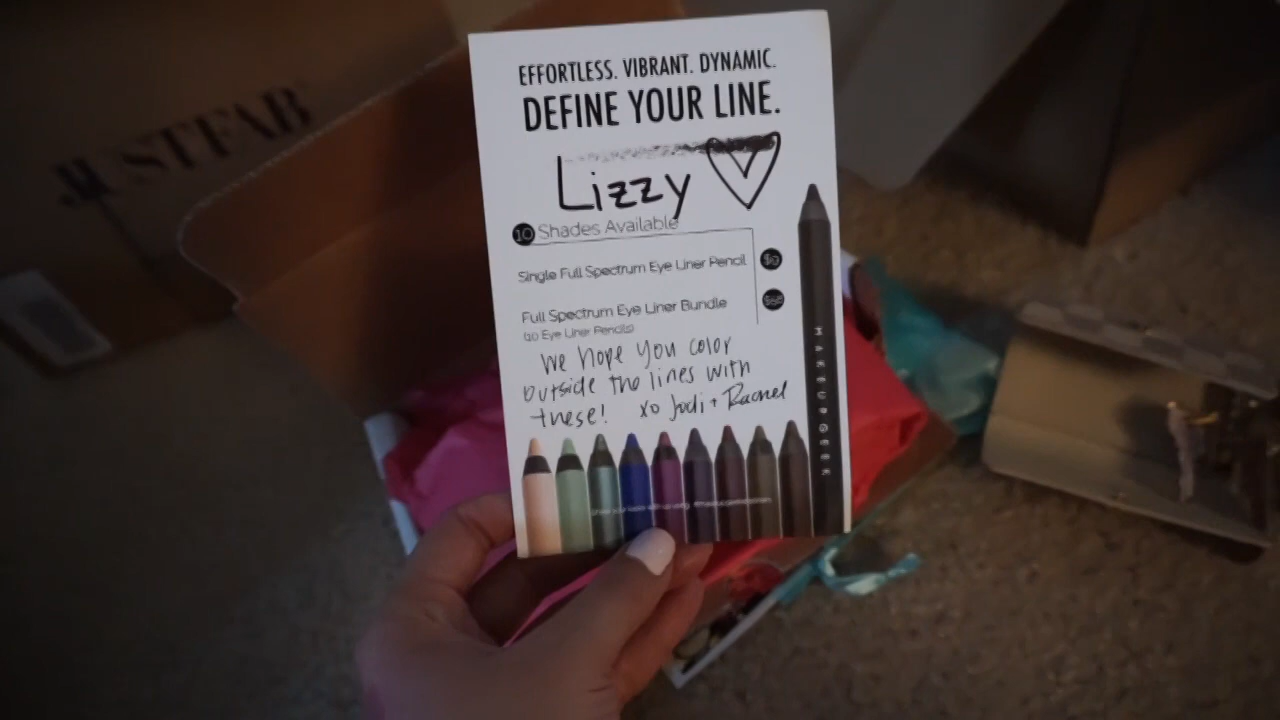 JUSTFAB
EFFORTLESS. VIBRANT. DYNAMIC.
DEFINE YOUR LINE.
Lizzy
10 Shades Available
Single Full Spectrum Eye Liner Pencil $9
Full Spectrum Eye Liner Bundle
(10 Eye Liner Pencils)
We hope you color
outside the lines with
these! xo Jodi + Rachel
MAKEUPGEEK